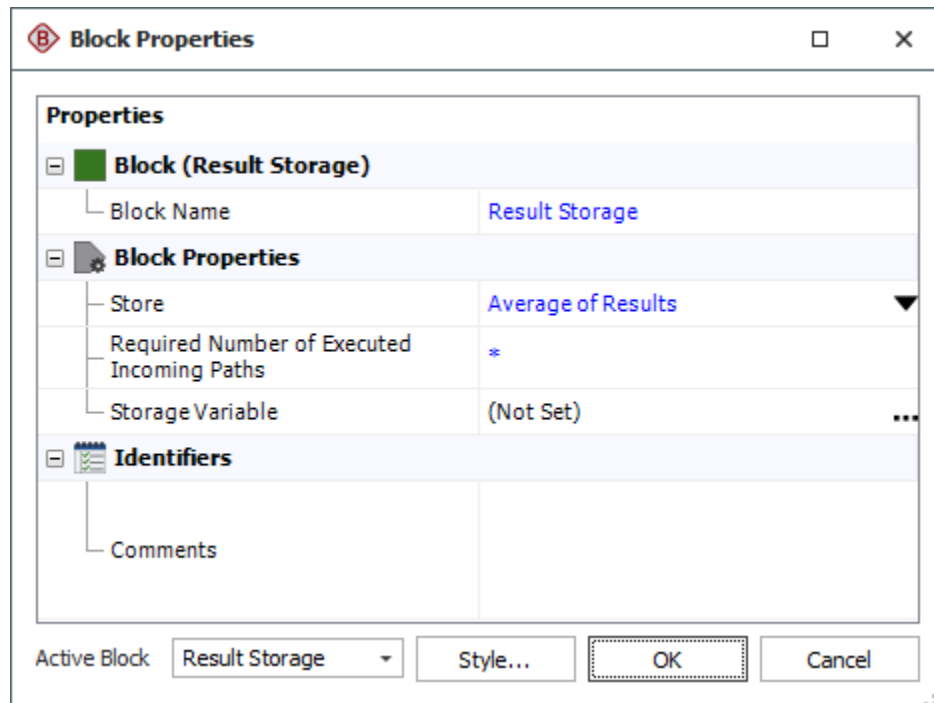 B Block Properties
Properties
Block (Result Storage)
Block Name Result Storage
Block Properties
Store Average of Results
Required Number of Executed
Incoming Paths *
Storage Variable (Not Set) ...
Identifiers
Comments
Active Block Result Storage Style... OK Cancel